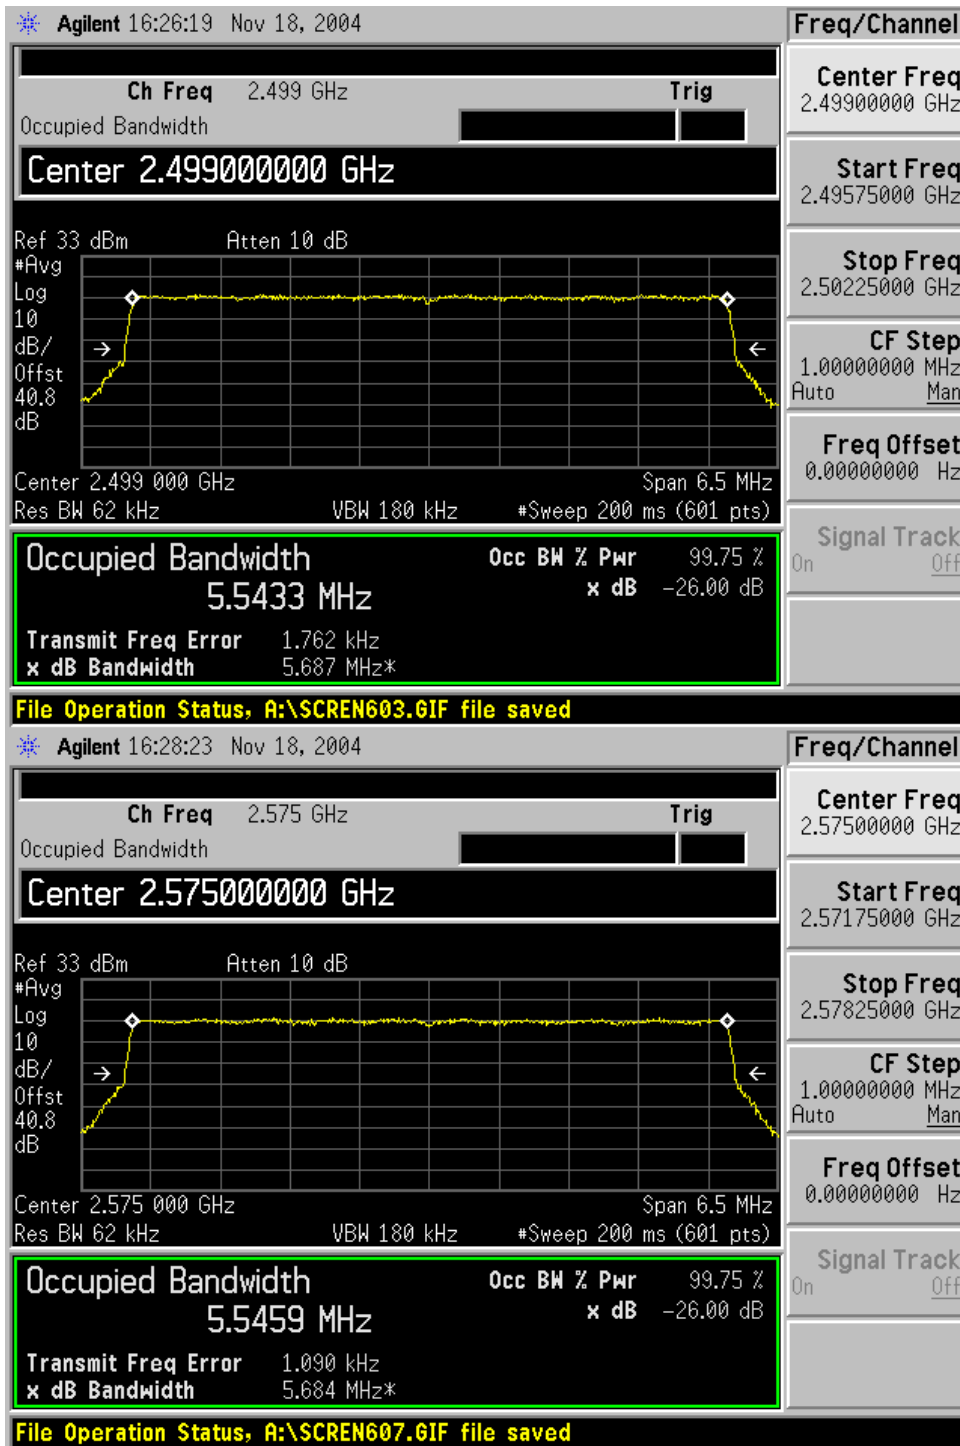 Agilent 16:26:19 Nov 18, 2004
Freq/Channel
Ch Freq 2.499 GHz Trig
Occupied Bandwidth
Center 2.499000000 GHz
Center Freq
2.49900000 GHz
Start Freq
2.49575000 GHz
Stop Freq
2.50225000 GHz
CF Step
1.00000000 MHz
Auto Man
Freq Offset
0.00000000 Hz
Signal Track
On Off
Ref 33 dBm Atten 10 dB
#Avg
Log
10
dB/
Offst
40.8
dB
Center 2.499 000 GHz Span 6.5 MHz
Res BW 62 kHz VBW 180 kHz #Sweep 200 ms (601 pts)
Occupied Bandwidth Occ BW % Pwr 99.75 %
5.5433 MHz x dB -26.00 dB
Transmit Freq Error 1.762 kHz
x dB Bandwidth 5.687 MHz*
File Operation Status, A:\SCREN603.GIF file saved
Agilent 16:28:23 Nov 18, 2004
Freq/Channel
Ch Freq 2.575 GHz Trig
Occupied Bandwidth
Center 2.575000000 GHz
Center Freq
2.57500000 GHz
Start Freq
2.57175000 GHz
Stop Freq
2.57825000 GHz
CF Step
1.00000000 MHz
Auto Man
Freq Offset
0.00000000 Hz
Signal Track
On Off
Ref 33 dBm Atten 10 dB
#Avg
Log
10
dB/
Offst
40.8
dB
Center 2.575 000 GHz Span 6.5 MHz
Res BW 62 kHz VBW 180 kHz #Sweep 200 ms (601 pts)
Occupied Bandwidth Occ BW % Pwr 99.75 %
5.5459 MHz x dB -26.00 dB
Transmit Freq Error 1.090 kHz
x dB Bandwidth 5.684 MHz*
File Operation Status, A:\SCREN607.GIF file saved